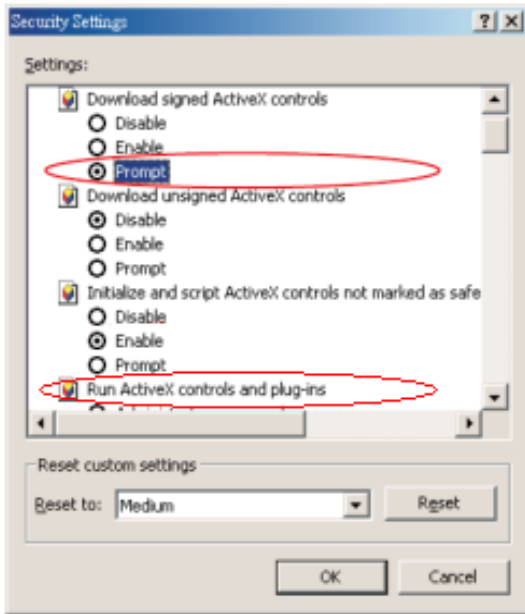 Security Settings
Settings:
Download signed ActiveX controls
Disable
Enable
Prompt
Download unsigned ActiveX controls
Disable
Enable
Prompt
Initialize and script ActiveX controls not marked as safe
Disable
Enable
Prompt
Run ActiveX controls and plug-ins
Reset custom settings
Reset to: Medium Reset
OK Cancel